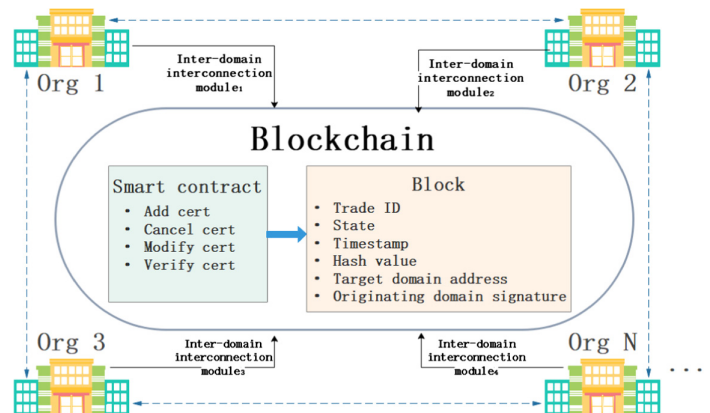 Org 1
Inter-domain
interconnection
module₁
Inter-domain
interconnection
module₂
Org 2
Blockchain
Smart contract
• Add cert
• Cancel cert
• Modify cert
• Verify cert
Block
• Trade ID
• State
• Timestamp
• Hash value
• Target domain address
• Originating domain signature
Org 3
Inter-domain
interconnection
module₃
Inter-domain
interconnection
module₄
Org N
...